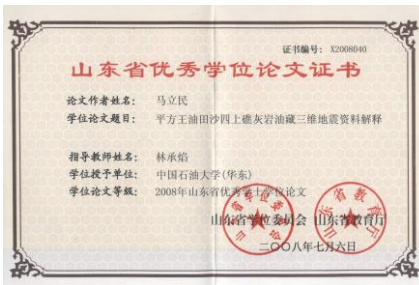 证书编号: X2008040
山东省优秀学位论文证书
论文作者姓名: 马立民
学位论文题目: 平方王油田沙四上礁灰岩油藏三维地震资料解释
指导教师姓名: 林承焰
学位授予单位: 中国石油大学(华东)
学位论文等级: 2008年山东省优秀学士学位论文
山东省学位委员会 山东省教育厅
二〇〇八年七月六日